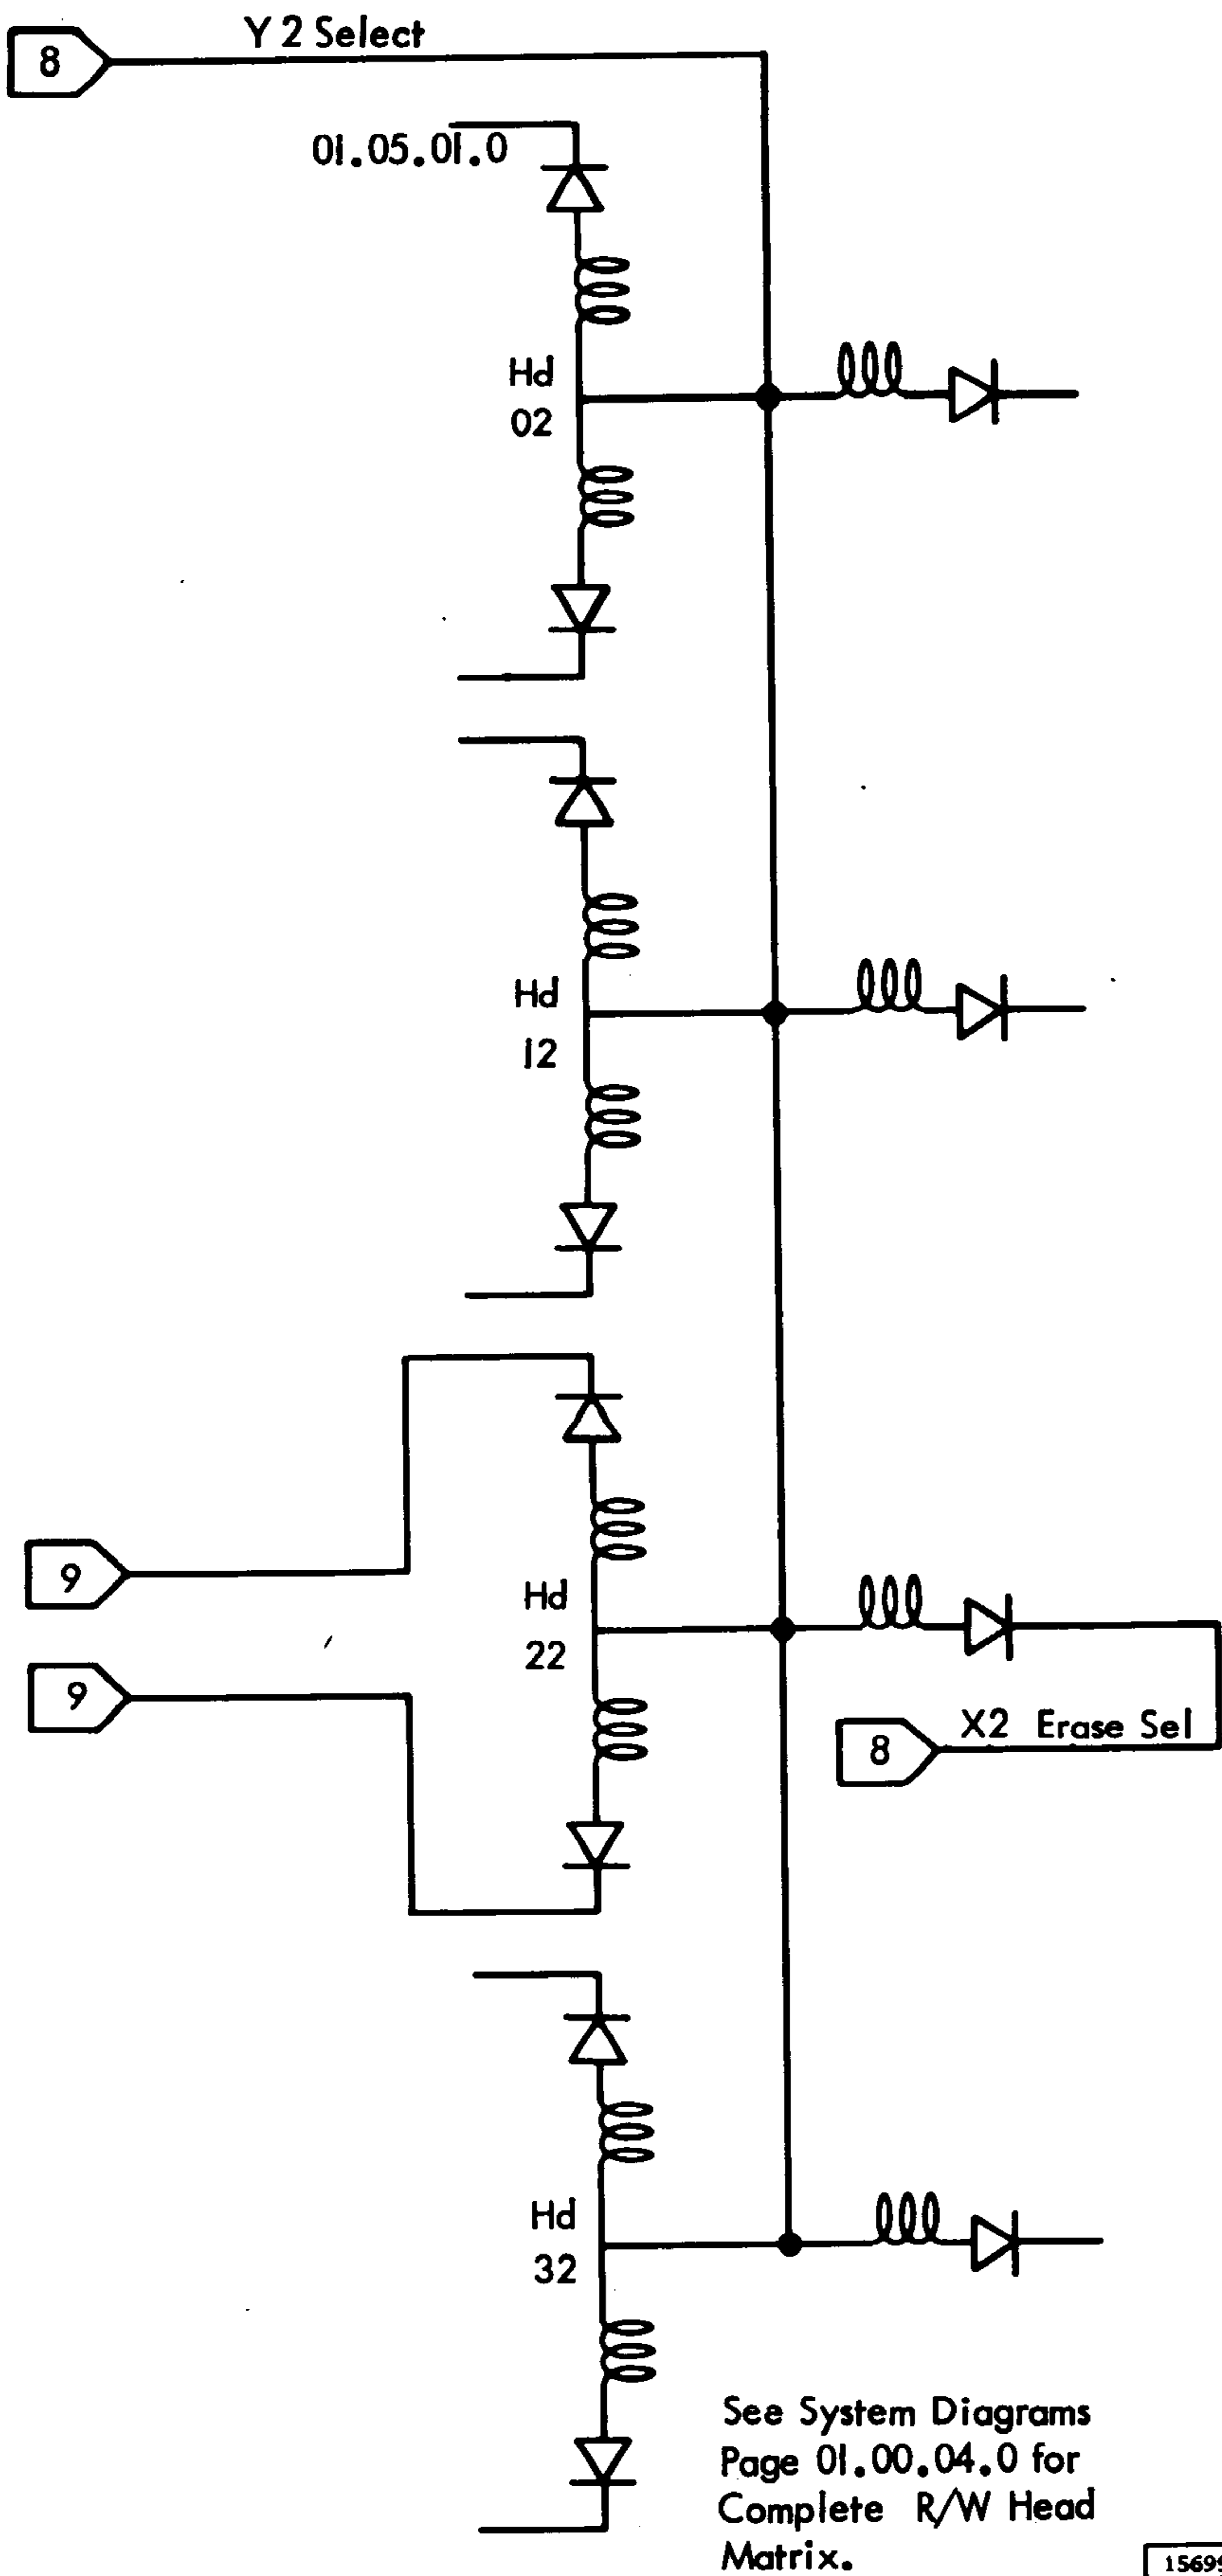 8
Y 2 Select
01.05.01.0
Hd
02
Hd
12
9
Hd
22
9
X2 Erase Sel
8
Hd
32
See System Diagrams
Page 01.00.04.0 for
Complete R/W Head
Matrix.